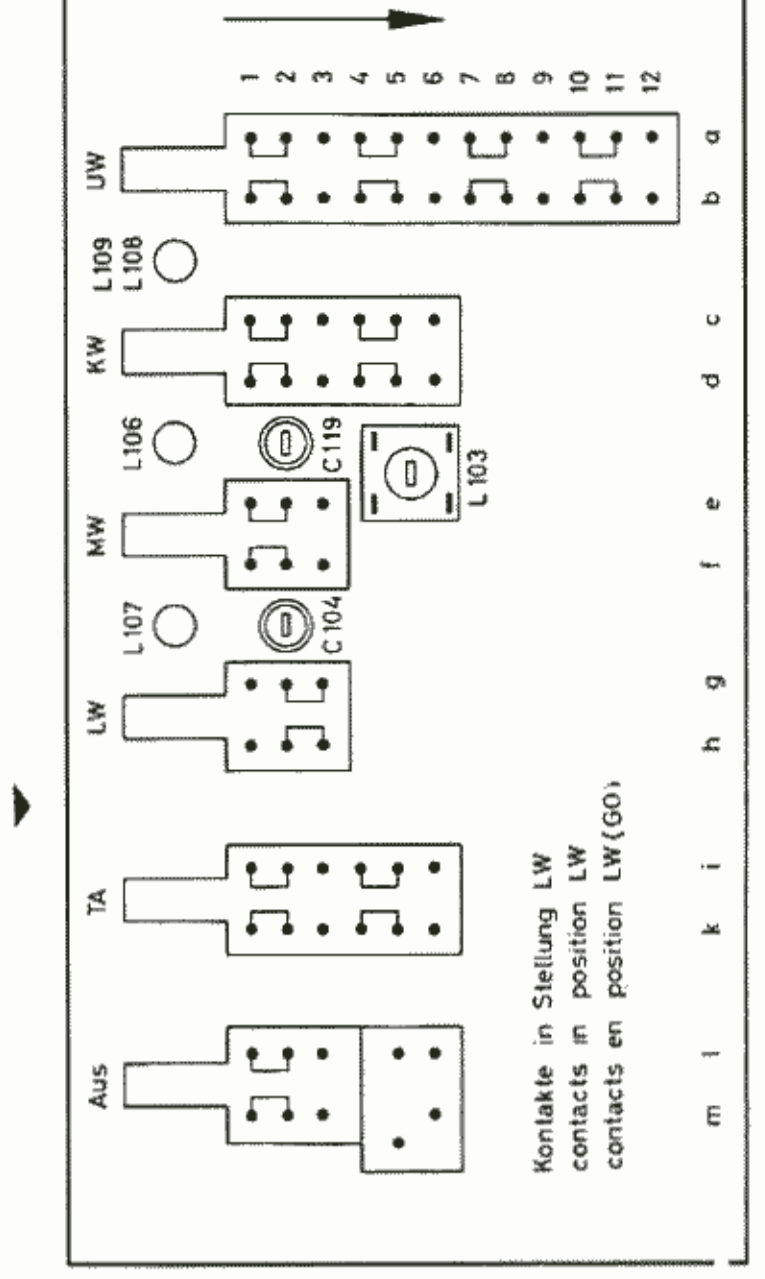 1 2 3 4 5 6 7 8 9 10 11 12
UW
a
b
L109
L108
KW
c
d
L106
C119
L103
MW
e
f
L107
C104
LW
g
h
TA
i
k
Aus
l
m
Kontakte in Stellung LW
contacts in position LW
contacts en position LW(GO)